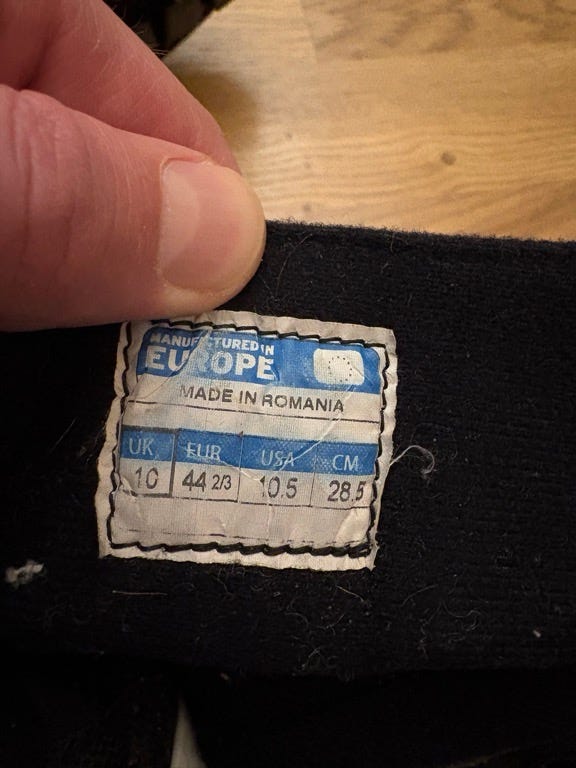 MANUFACTURED IN
EUROPE
MADE IN ROMANIA
UK EUR USA CM
10 44 2/3 10.5 28.5